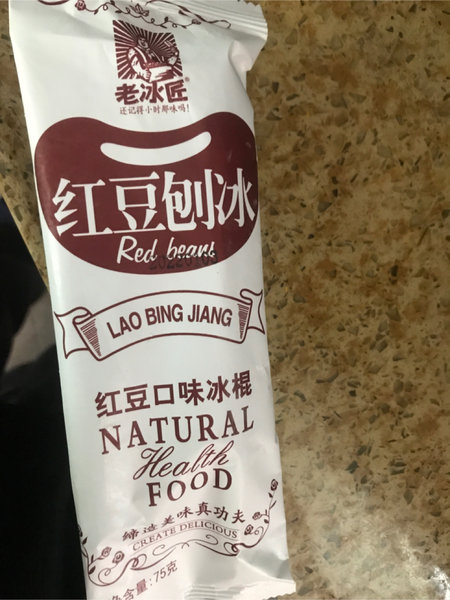 老冰匠®
还记得小时那味吗!
红豆刨冰
Red beans
LAO BING JIANG
红豆口味冰棍
NATURAL
Health
FOOD
缔造美味真功夫
CREATE DELICIOUS
净含量:75克